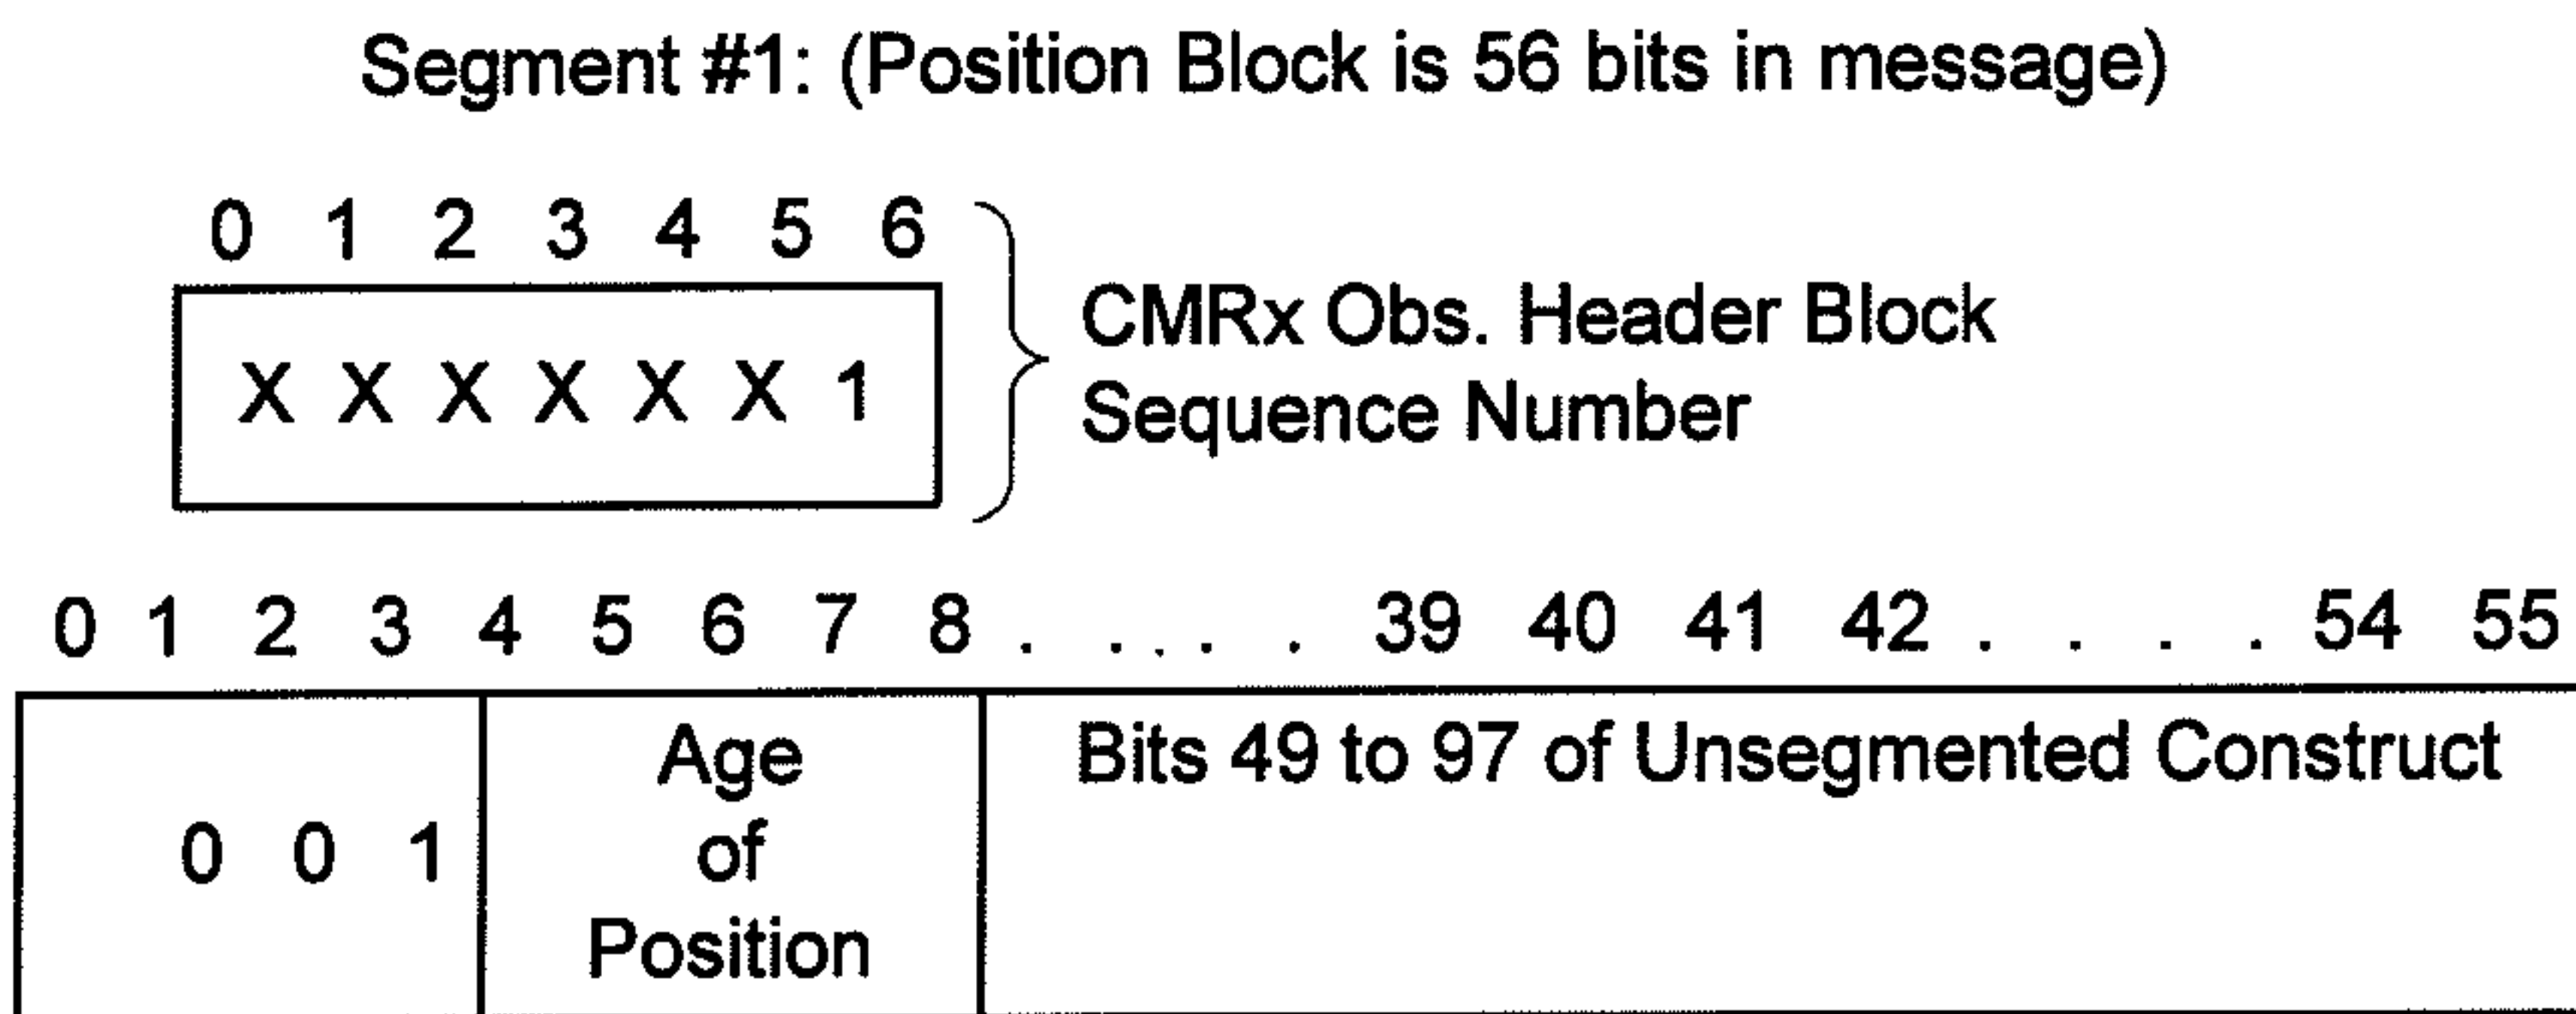 Segment #1: (Position Block is 56 bits in message)
0 1 2 3 4 5 6
X X X X X X 1
CMRx Obs. Header Block
Sequence Number
0 1 2 3 4 5 6 7 8 . . . . . 39 40 41 42 . . . . 54 55
0 0 1
Age
of
Position
Bits 49 to 97 of Unsegmented Construct